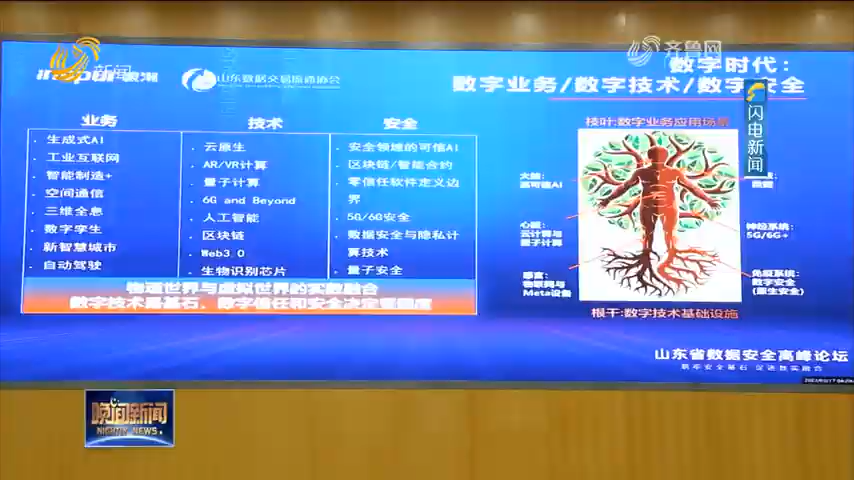 新闻
inspur 浪潮
山东数据交易流通协会
齐鲁网
闪电新闻
数字时代:
数字业务/数字技术/数字安全
业务
· 生成式AI
· 工业互联网
· 智能制造+
· 空间通信
· 三维全息
· 数字孪生
· 新智慧城市
· 自动驾驶
技术
· 云原生
· AR/VR计算
· 量子计算
· 6G and Beyond
· 人工智能
· 区块链
· Web3.0
· 生物识别芯片
安全
· 安全领域的可信AI
· 区块链/智能合约
· 零信任软件定义边
界
· 5G/6G安全
· 数据安全与隐私计
算技术
· 量子安全
物理世界与虚拟世界的实数融合
数字技术是基石、数字信任和安全决定
枝叶:数字业务应用场景
大脑:
高可信AI
心脏:
云计算与
量子计算
感官:
物联网与
Meta设备
神经系统:
5G/6G+
免疫系统:
数字安全
(原生安全)
根干:数字技术基础设施
山东省数据安全高峰论坛
筑牢安全基石 促进数实融合
晚间新闻
NIGHTLY NEWS